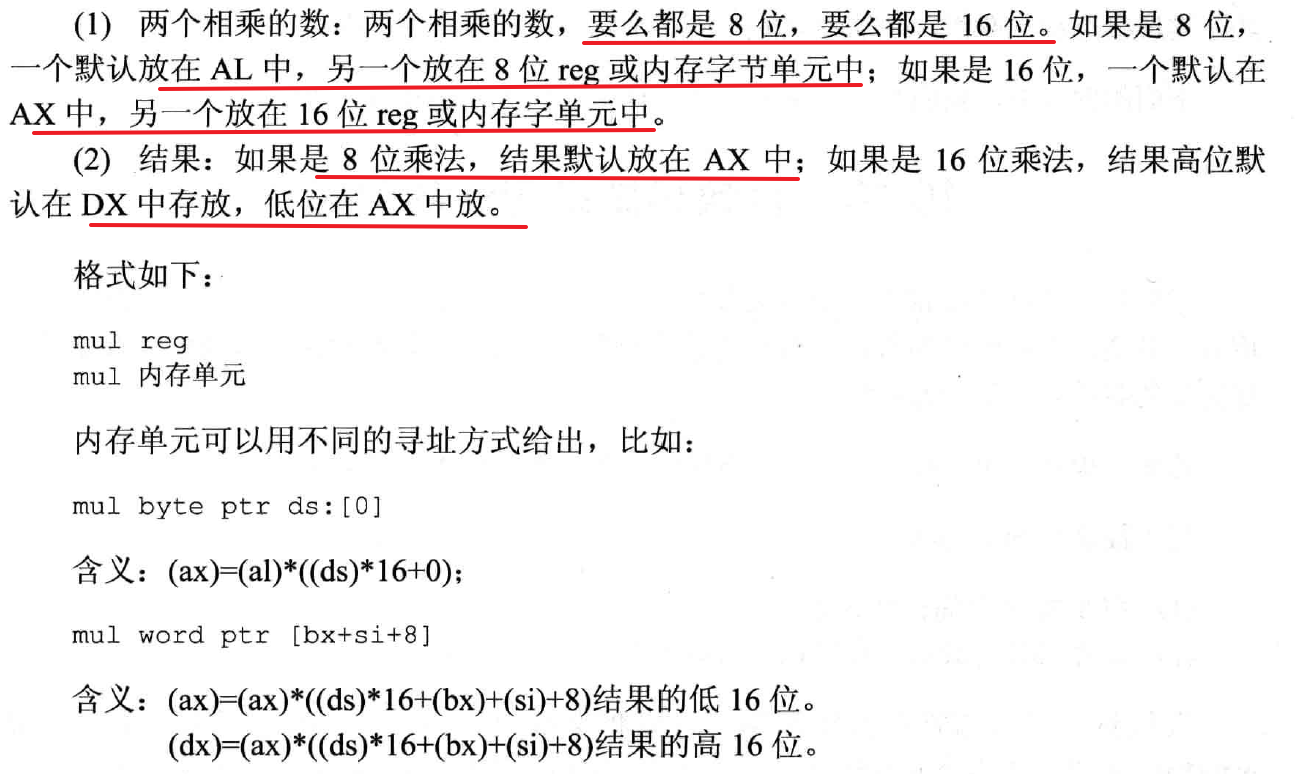 (1) 两个相乘的数：两个相乘的数，要么都是 8 位，要么都是 16 位。如果是 8 位，
一个默认放在 AL 中，另一个放在 8 位 reg 或内存字节单元中；如果是 16 位，一个默认在
AX 中，另一个放在 16 位 reg 或内存字单元中。
(2) 结果：如果是 8 位乘法，结果默认放在 AX 中；如果是 16 位乘法，结果高位默
认在 DX 中存放，低位在 AX 中放。
格式如下：
mul reg
mul 内存单元
内存单元可以用不同的寻址方式给出，比如：
mul byte ptr ds:[0]
含义：(ax)=(al)*((ds)*16+0)；
mul word ptr [bx+si+8]
含义：(ax)=(ax)*((ds)*16+(bx)+(si)+8)结果的低 16 位。
(dx)=(ax)*((ds)*16+(bx)+(si)+8)结果的高 16 位。